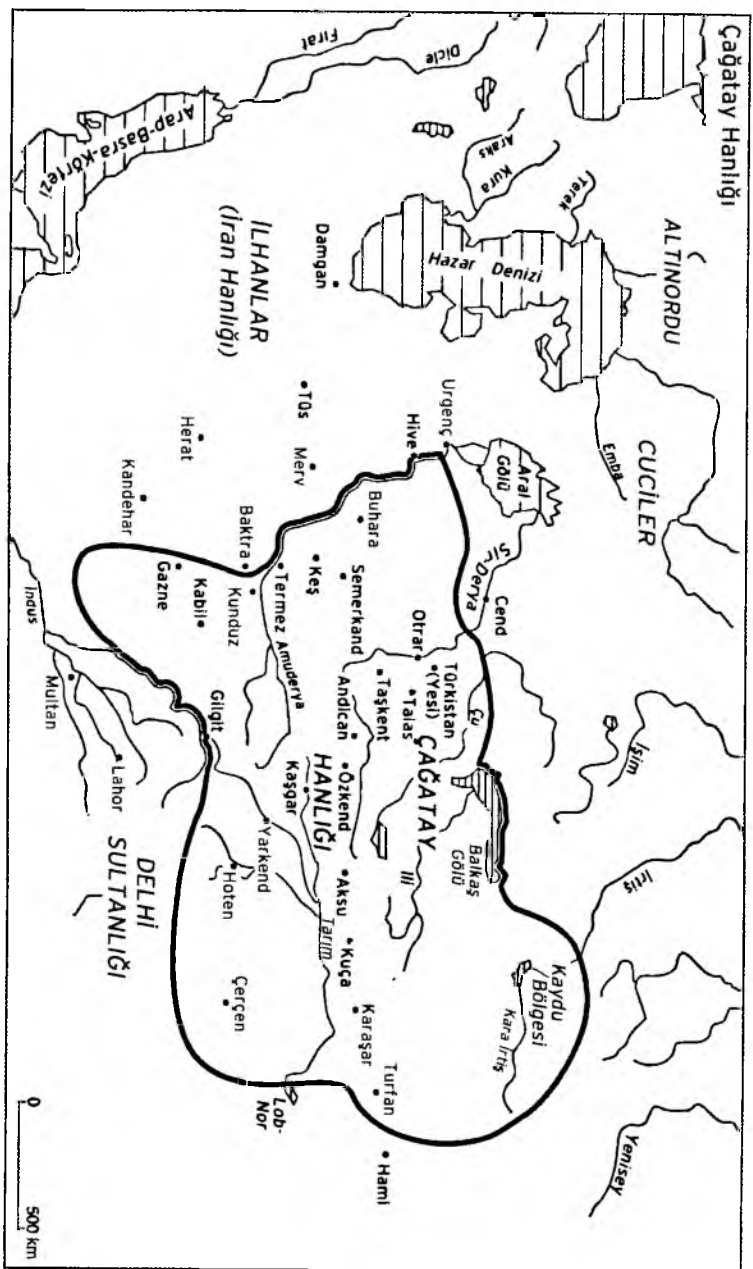 Çağatay Hanlığı
ALTINORDU
CUCİLER
Emba
Terek
Kura
Araks
Hazar Denizi
Dicle
Fırat
Arap-Basra-Körfezi
Damgan
İLHANLAR
(İran Hanlığı)
Tûs
Merv
Herat
Kandehar
Urgenç
Hive
Aral
Gölü
Sır-Derya
Cend
Buhara
Keş
Semerkand
Otrar
Türkistan
(Yesi)
Talas
Taşkent
Çu
Baktra
Termez
Amuderya
Kunduz
Kabil
Gazne
Andican
Özkend
Kaşgar
ÇAĞATAY
HANLIĞI
Gilgit
İndus
Multan
Lahor
DELHİ
SULTANLIĞI
Yarkend
Hoten
Aksu
Kuça
Tarım
Çerçen
Karaşar
Turfan
Lob-
Nor
Hami
Balkaş
Gölü
Ili
İşim
İrtiş
Kaydu
Bölgesi
Kara İrtiş
Yenisey
0
500 km